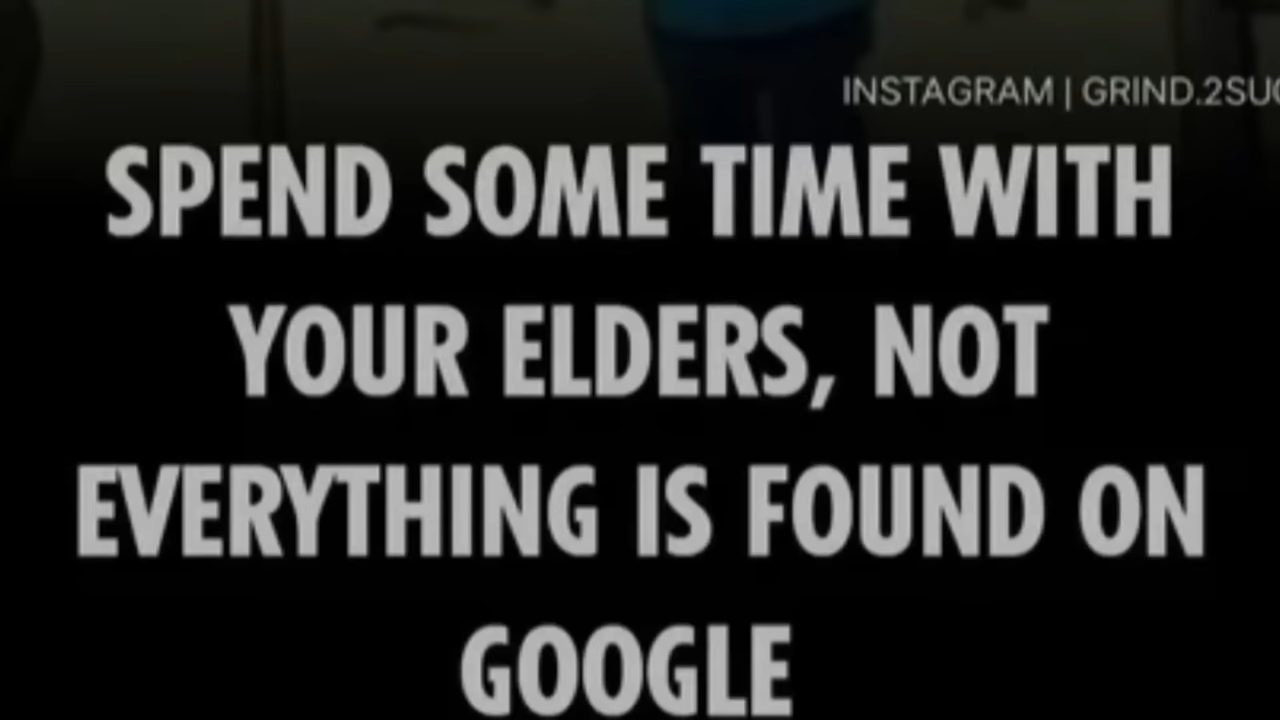 INSTAGRAM | GRIND.2SU
SPEND SOME TIME WITH
YOUR ELDERS, NOT
EVERYTHING IS FOUND ON
GOOGLE